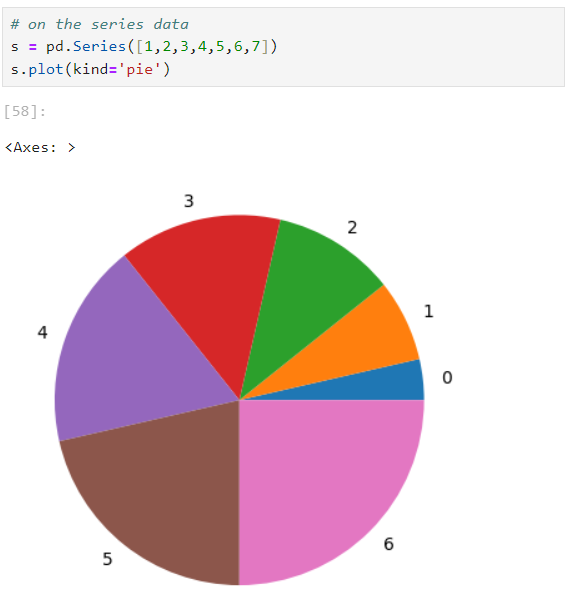 # on the series data
s = pd.Series([1,2,3,4,5,6,7])
s.plot(kind='pie')
[58]:
<Axes: >
3
2
1
4
0
6
5